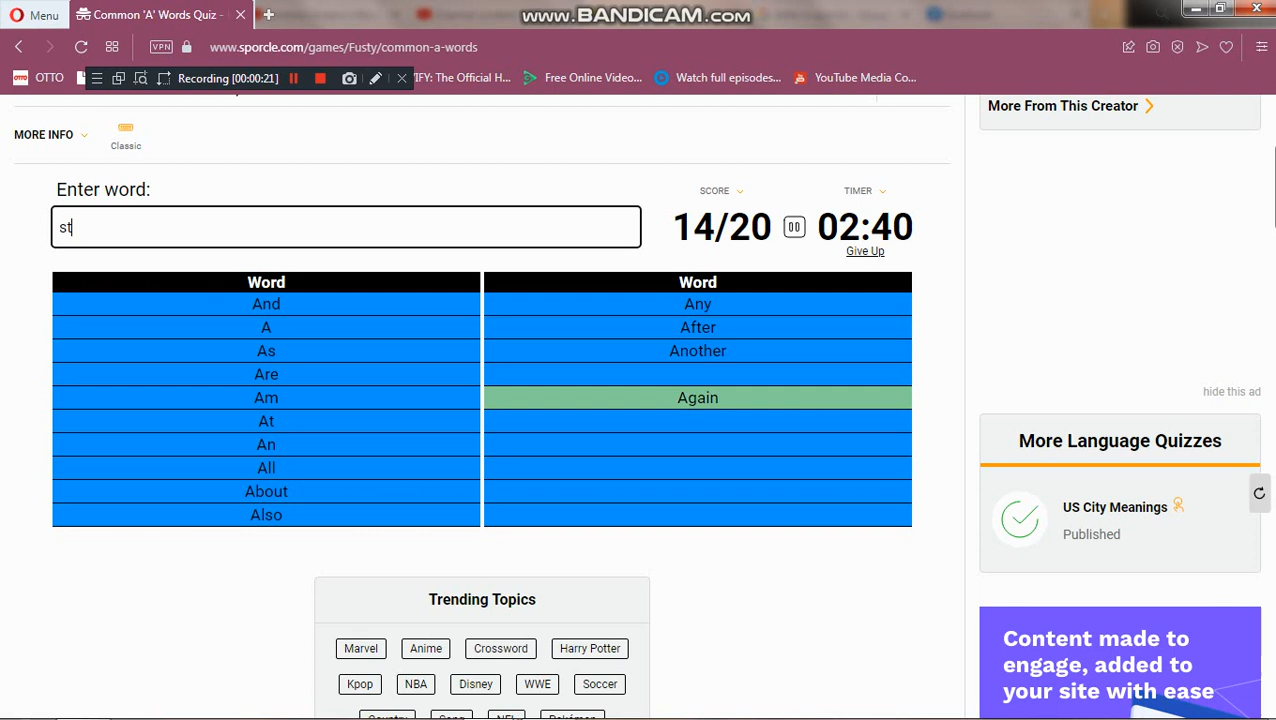 Menu
Common 'A' Words Quiz -
www.BANDICAM.com
VPN
www.sporcle.com/games/Fusty/common-a-words
OTTO
Recording [00:00:21]
IFY: The Official H...
Free Online Video...
Watch full episodes...
YouTube Media Co...
MORE INFO
Classic
More From This Creator
Enter word:
st
SCORE
14/20
TIMER
02:40
Give Up
Word Word
And Any
A After
As Another
Are
Am Again
At
An
All
About
Also
hide this ad
More Language Quizzes
US City Meanings
Published
Trending Topics
Marvel Anime Crossword Harry Potter
Kpop NBA Disney WWE Soccer
Country Song NFL Pokémon
Content made to
engage, added to
your site with ease